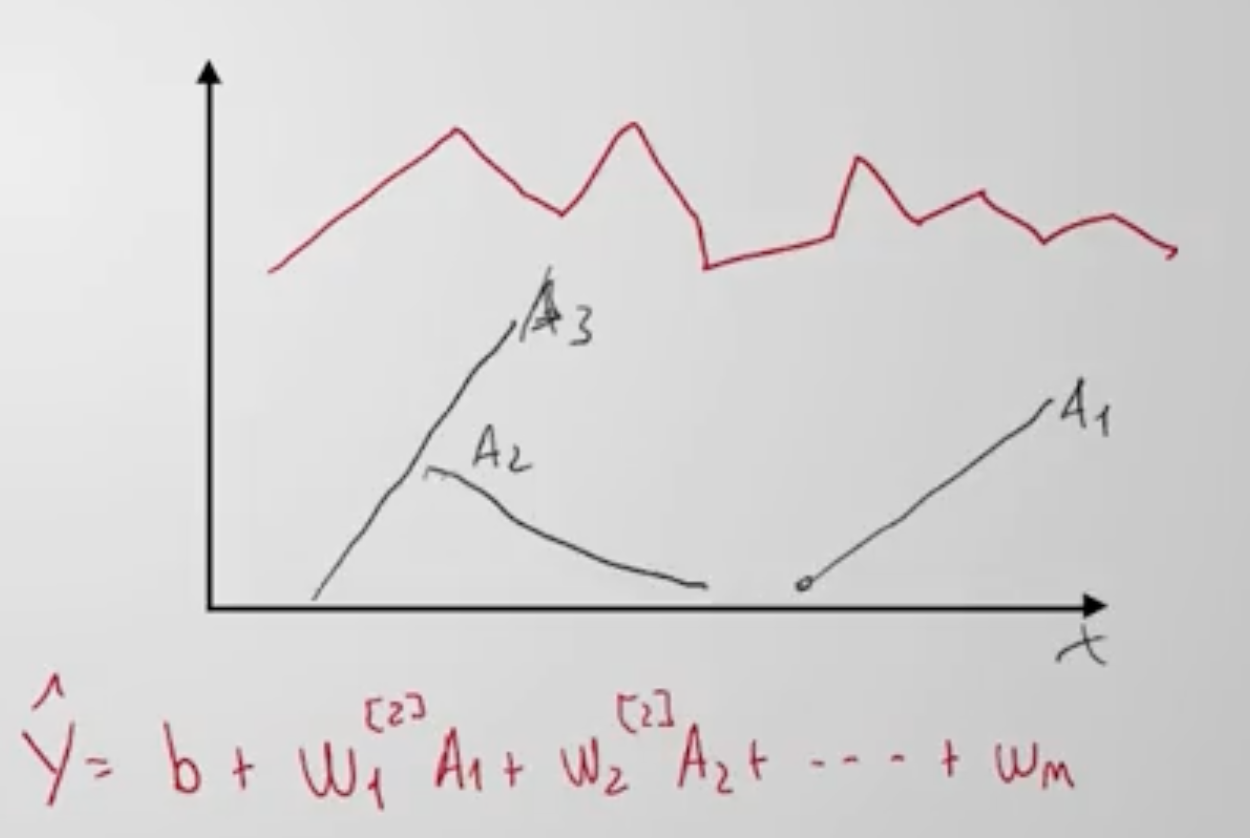 A3
A2
A1
x
Ŷ = b + W1[2] A1 + W2[2] A2 + ---- + Wm